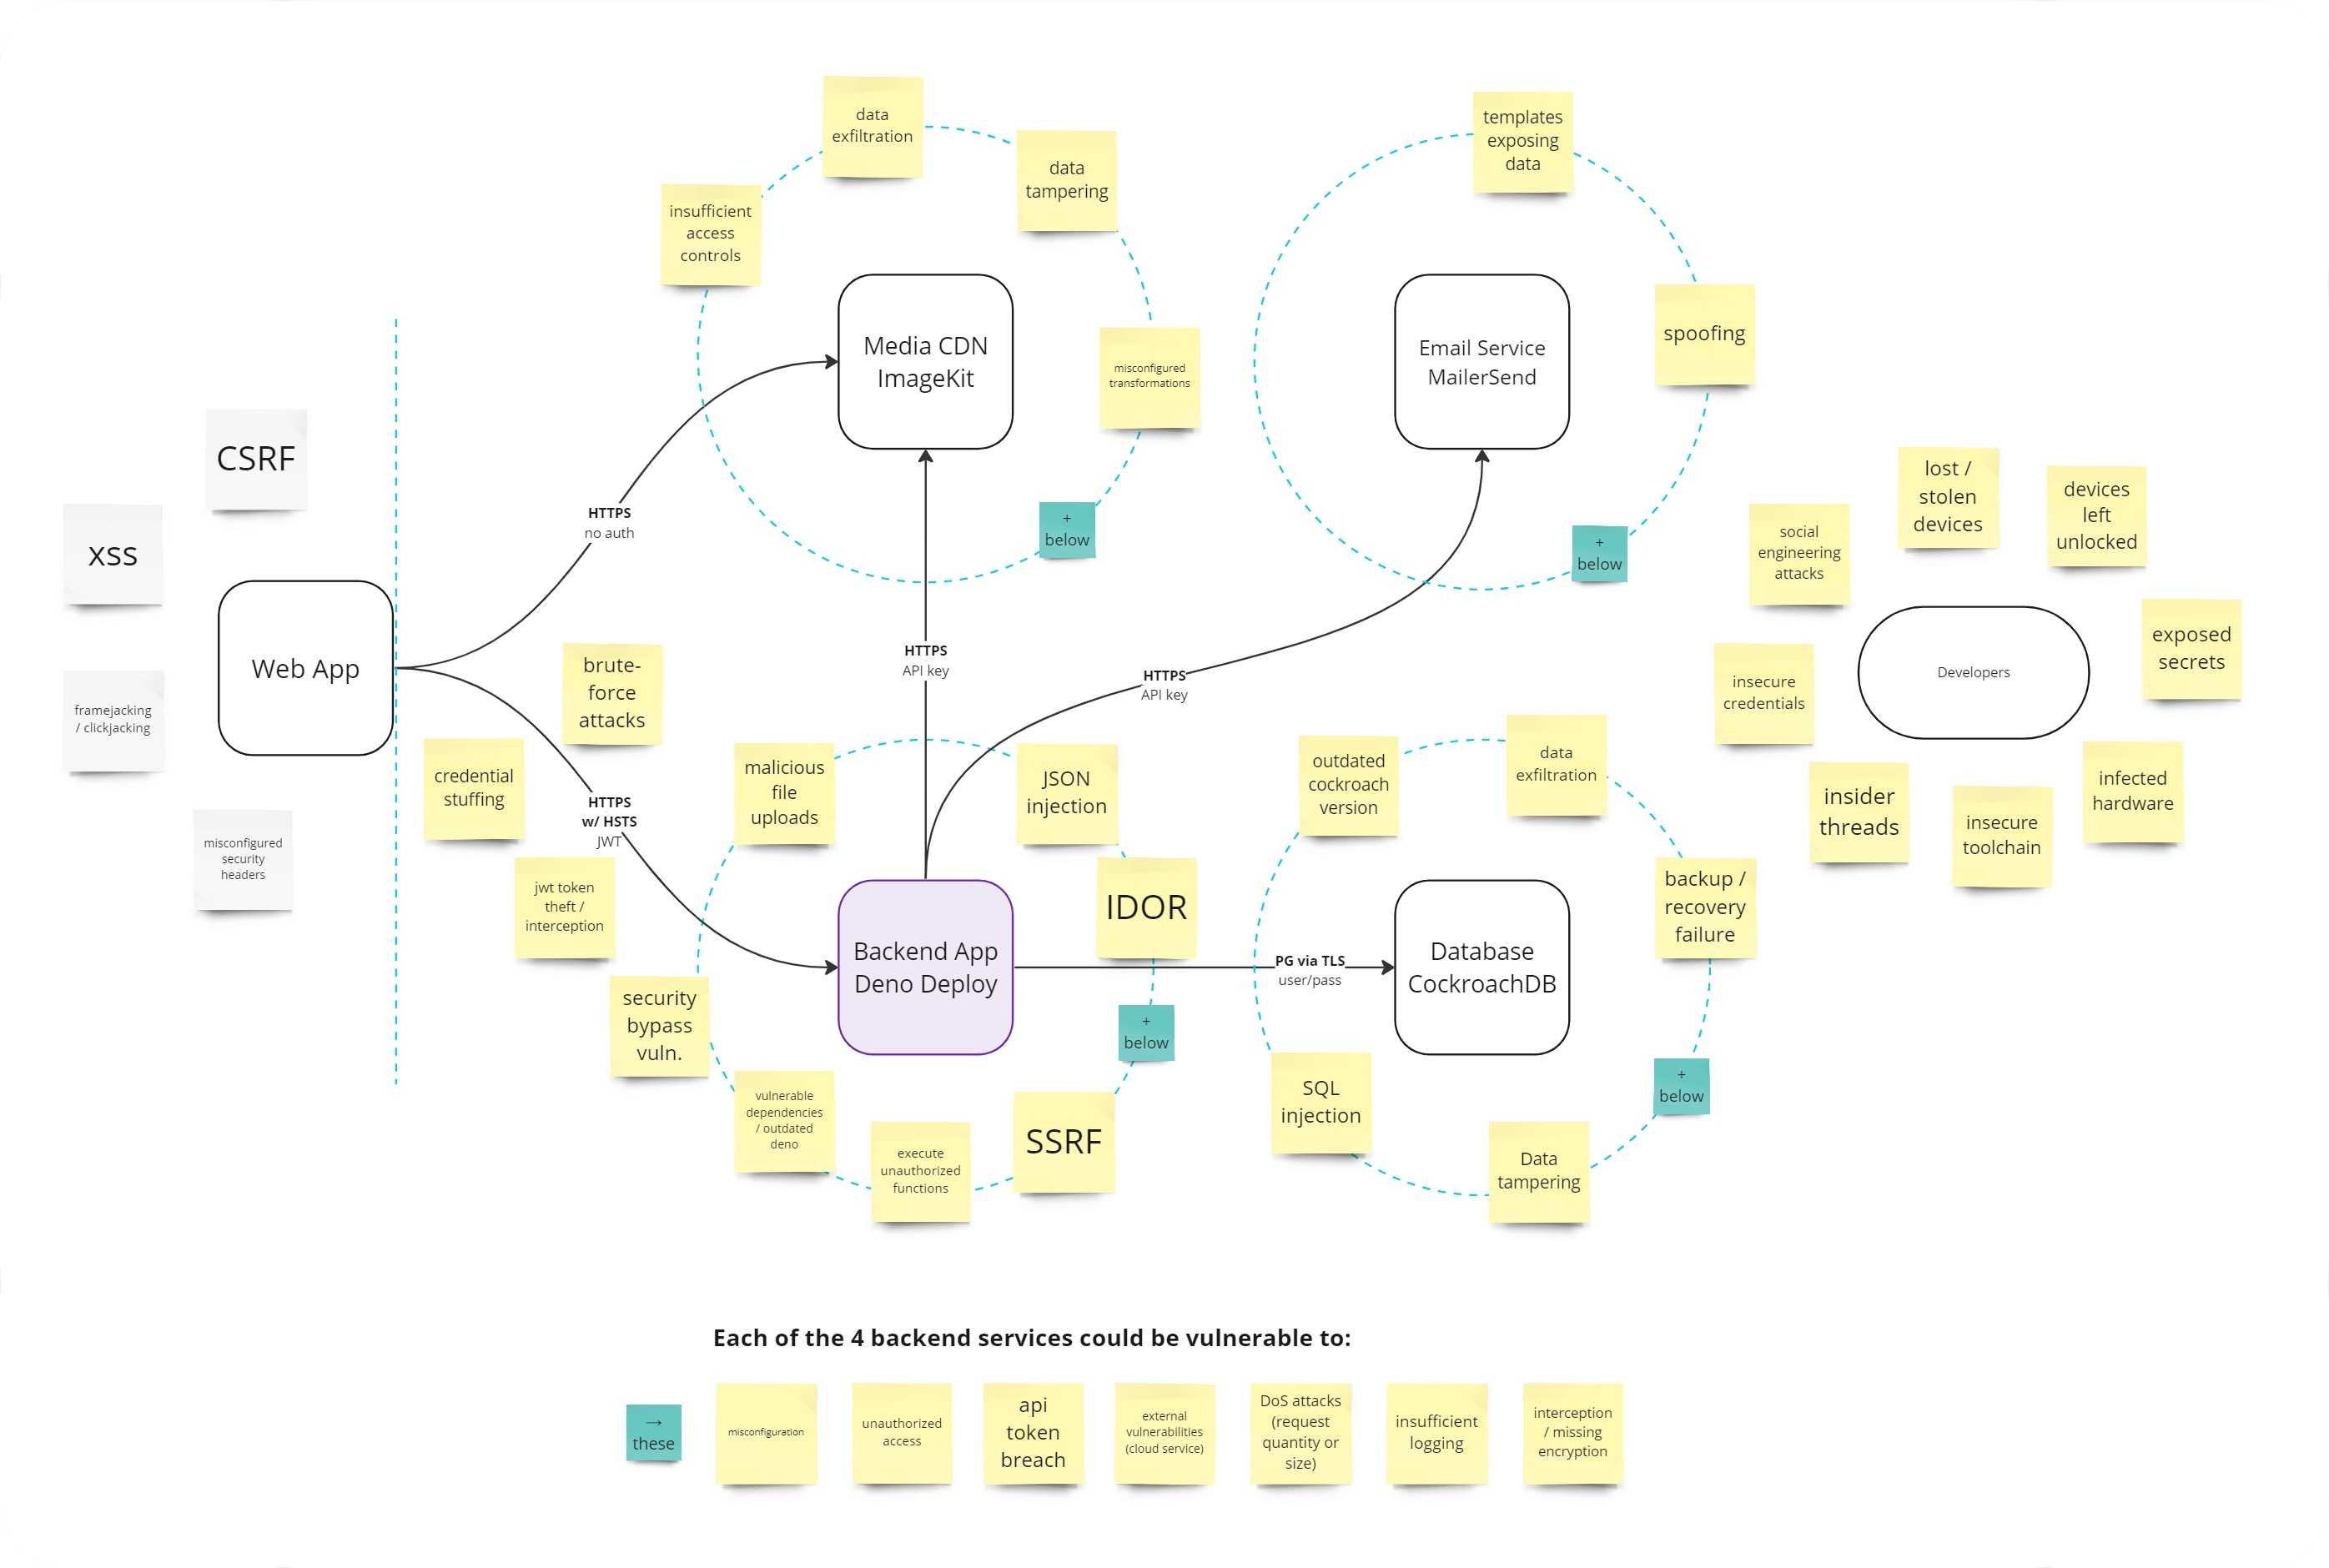 data
exfiltration
data
tampering
insufficient
access
controls
misconfigured
transformations
Media CDN
ImageKit
+
below
templates
exposing
data
spoofing
Email Service
MailerSend
+
below
CSRF
xss
framejacking
/ clickjacking
misconfigured
security
headers
Web App
HTTPS
no auth
HTTPS
w/ HSTS
JWT
HTTPS
API key
HTTPS
API key
brute-
force
attacks
credential
stuffing
jwt token
theft /
interception
security
bypass
vuln.
malicious
file
uploads
JSON
injection
IDOR
+
below
SSRF
execute
unauthorized
functions
vulnerable
dependencies
/ outdated
deno
Backend App
Deno Deploy
PG via TLS
user/pass
outdated
cockroach
version
data
exfiltration
backup /
recovery
failure
+
below
Data
tampering
SQL
injection
Database
CockroachDB
lost /
stolen
devices
devices
left
unlocked
social
engineering
attacks
exposed
secrets
insecure
credentials
Developers
infected
hardware
insider
threads
insecure
toolchain
Each of the 4 backend services could be vulnerable to:
→
these
misconfiguration
unauthorized
access
api
token
breach
external
vulnerabilities
(cloud service)
DoS attacks
(request
quantity or
size)
insufficient
logging
interception
/ missing
encryption